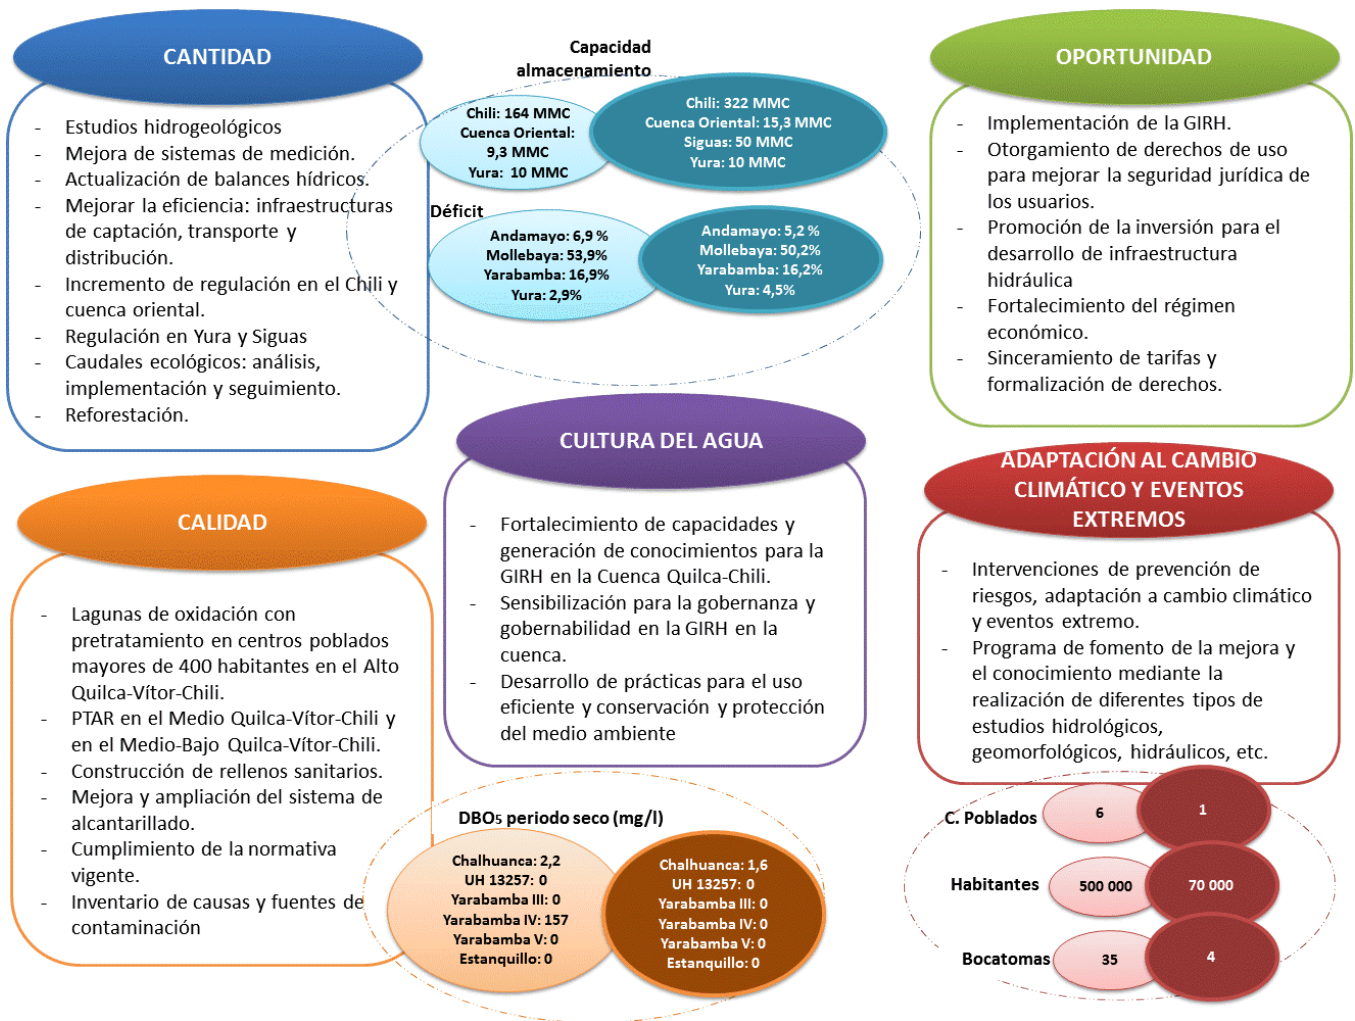 CANTIDAD
- Estudios hidrogeológicos
- Mejora de sistemas de medición.
- Actualización de balances hídricos.
- Mejorar la eficiencia: infraestructuras
de captación, transporte y
distribución.
- Incremento de regulación en el Chili y
cuenca oriental.
- Regulación en Yura y Siguas
- Caudales ecológicos: análisis,
implementación y seguimiento.
- Reforestación.
Capacidad
almacenamiento
Chili: 164 MMC
Cuenca Oriental:
9,3 MMC
Yura: 10 MMC
Chili: 322 MMC
Cuenca Oriental: 15,3 MMC
Siguas: 50 MMC
Yura: 10 MMC
Déficit
Andamayo: 6,9 %
Mollebaya: 53,9%
Yarabamba: 16,9%
Yura: 2,9%
Andamayo: 5,2 %
Mollebaya: 50,2%
Yarabamba: 16,2%
Yura: 4,5%
OPORTUNIDAD
- Implementación de la GIRH.
- Otorgamiento de derechos de uso
para mejorar la seguridad jurídica de
los usuarios.
- Promoción de la inversión para el
desarrollo de infraestructura
hidráulica
- Fortalecimiento del régimen
económico.
- Sinceramiento de tarifas y
formalización de derechos.
CULTURA DEL AGUA
- Fortalecimiento de capacidades y
generación de conocimientos para la
GIRH en la Cuenca Quilca-Chili.
- Sensibilización para la gobernanza y
gobernabilidad en la GIRH en la
cuenca.
- Desarrollo de prácticas para el uso
eficiente y conservación y protección
del medio ambiente
CALIDAD
- Lagunas de oxidación con
pretratamiento en centros poblados
mayores de 400 habitantes en el Alto
Quilca-Vítor-Chili.
- PTAR en el Medio Quilca-Vítor-Chili y
en el Medio-Bajo Quilca-Vítor-Chili.
- Construcción de rellenos sanitarios.
- Mejora y ampliación del sistema de
alcantarillado.
- Cumplimiento de la normativa
vigente.
- Inventario de causas y fuentes de
contaminación
DBO5 periodo seco (mg/l)
Chalhuanca: 2,2
UH 13257: 0
Yarabamba III: 0
Yarabamba IV: 157
Yarabamba V: 0
Estanquillo: 0
Chalhuanca: 1,6
UH 13257: 0
Yarabamba III: 0
Yarabamba IV: 0
Yarabamba V: 0
Estanquillo: 0
ADAPTACIÓN AL CAMBIO
CLIMÁTICO Y EVENTOS
EXTREMOS
- Intervenciones de prevención de
riesgos, adaptación a cambio climático
y eventos extremo.
- Programa de fomento de la mejora y
el conocimiento mediante la
realización de diferentes tipos de
estudios hidrológicos,
geomorfológicos, hidráulicos, etc.
C. Poblados 6 1
Habitantes 500 000 70 000
Bocatomas 35 4